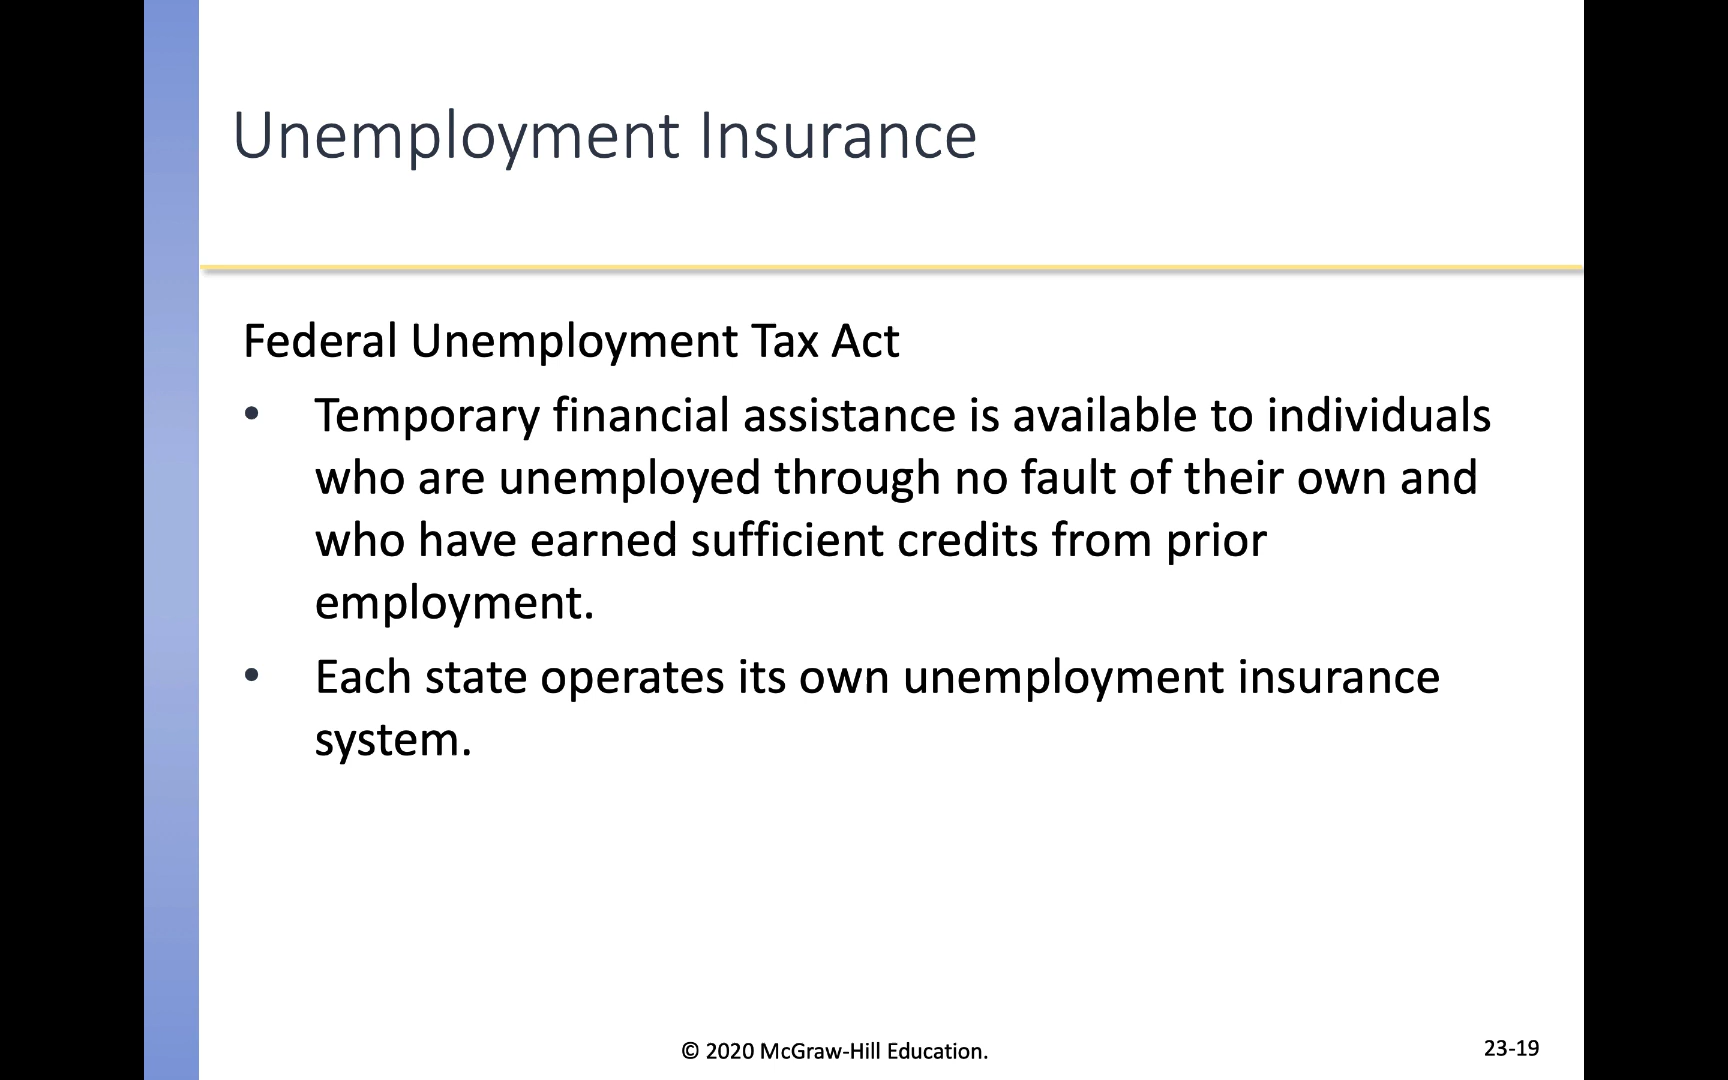 Unemployment Insurance
Federal Unemployment Tax Act
• Temporary financial assistance is available to individuals
who are unemployed through no fault of their own and
who have earned sufficient credits from prior
employment.
• Each state operates its own unemployment insurance
system.
© 2020 McGraw-Hill Education.
23-19